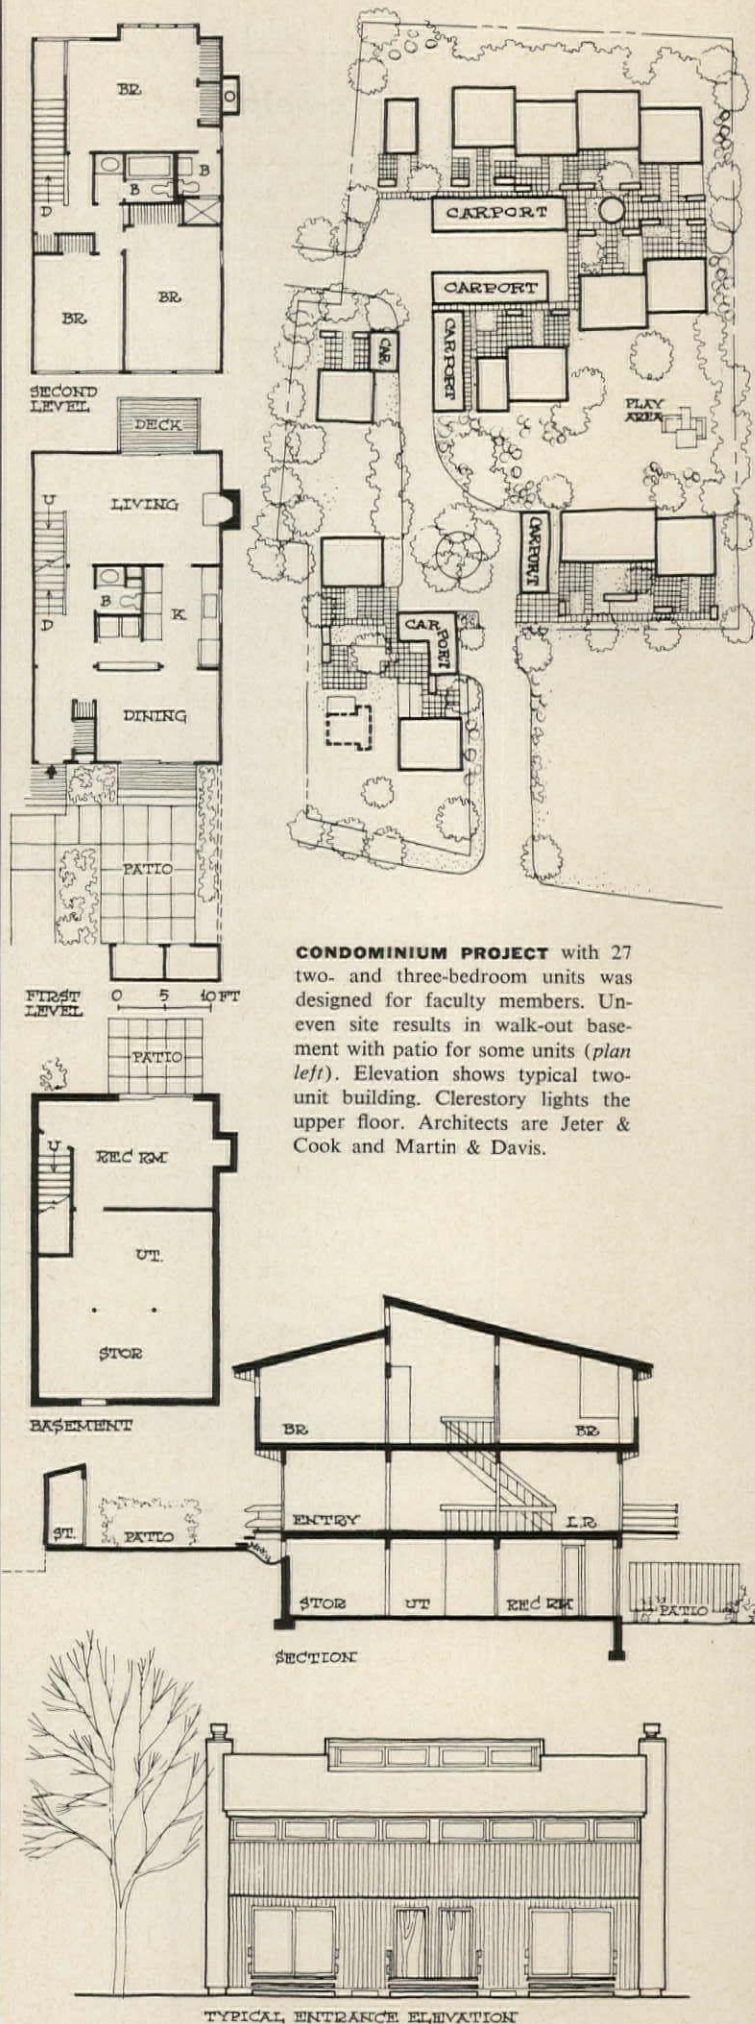 BR
B
B
D
BR
BR
SECOND
LEVEL
DECK
U
LIVING
B
K
D
DINING
PATIO
FIRST
LEVEL
0 5 10 FT
PATIO
U
REC RM
UT.
STOR
BASEMENT
CARPORT
CARPORT
CARPORT
CAR.
PLAY
AREA
CARPORT
CAR
PORT
CONDOMINIUM PROJECT with 27
two- and three-bedroom units was
designed for faculty members. Un-
even site results in walk-out base-
ment with patio for some units (plan
left). Elevation shows typical two-
unit building. Clerestory lights the
upper floor. Architects are Jeter &
Cook and Martin & Davis.
BR
BR
ENTRY
L.R
ST.
PATIO
STOR
UT
REC RM
PATIO
SECTION
TYPICAL ENTRANCE ELEVATION